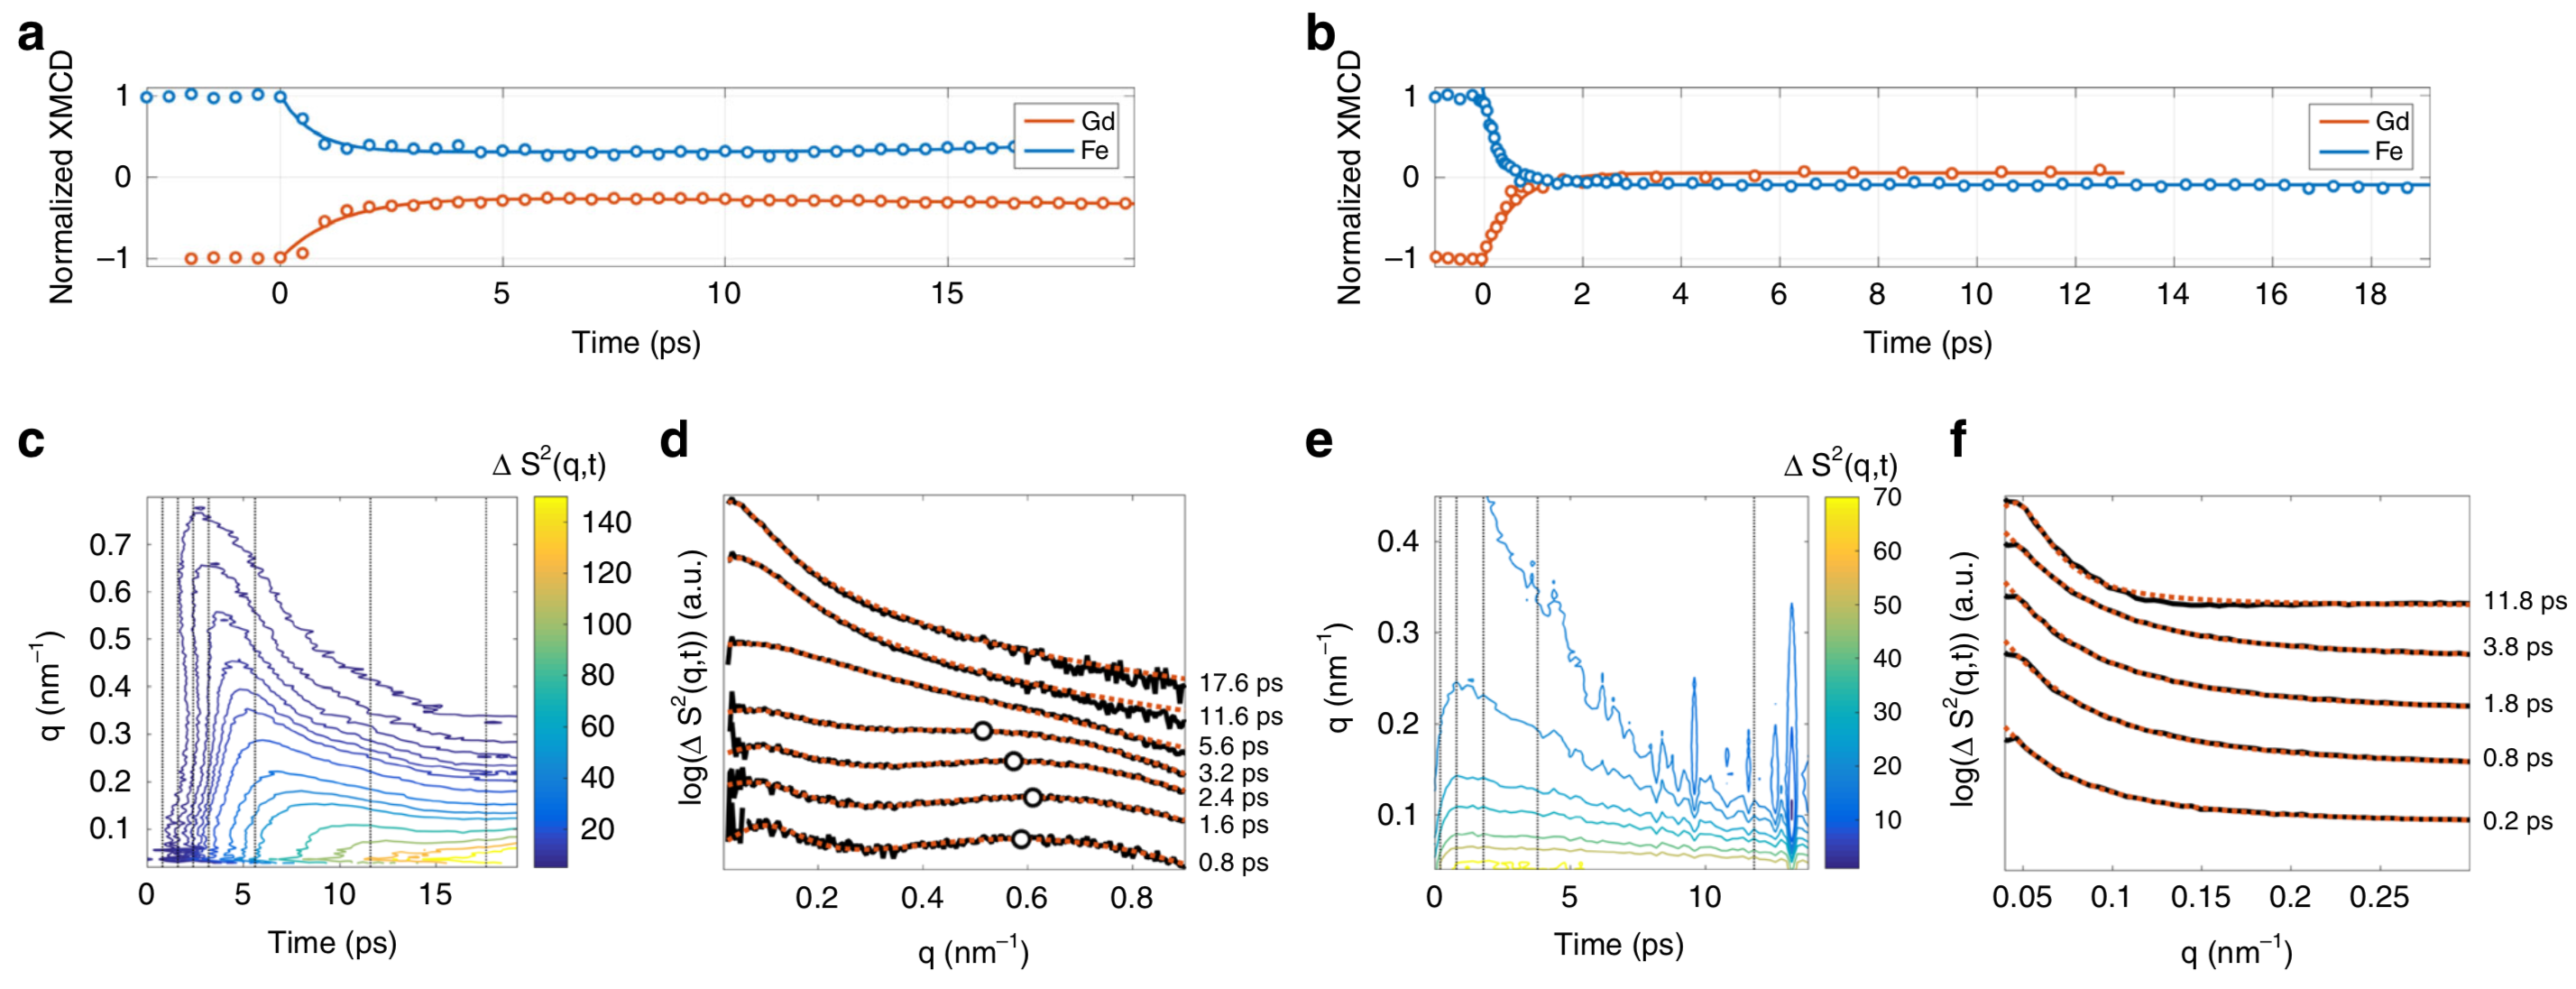 a
Normalized XMCD
1
0
−1
Gd
Fe
0 5 10 15
Time (ps)
b
Normalized XMCD
1
0
−1
Gd
Fe
0 2 4 6 8 10 12 14 16 18
Time (ps)
c
Δ S²(q,t)
q (nm⁻¹)
0.7
0.6
0.5
0.4
0.3
0.2
0.1
0 5 10 15
Time (ps)
140
120
100
80
60
40
20
d
log(Δ S²(q,t)) (a.u.)
17.6 ps
11.6 ps
5.6 ps
3.2 ps
2.4 ps
1.6 ps
0.8 ps
0.2 0.4 0.6 0.8
q (nm⁻¹)
e
Δ S²(q,t)
q (nm⁻¹)
0.4
0.3
0.2
0.1
0 5 10
Time (ps)
70
60
50
40
30
20
10
f
log(Δ S²(q,t)) (a.u.)
11.8 ps
3.8 ps
1.8 ps
0.8 ps
0.2 ps
0.05 0.1 0.15 0.2 0.25
q (nm⁻¹)